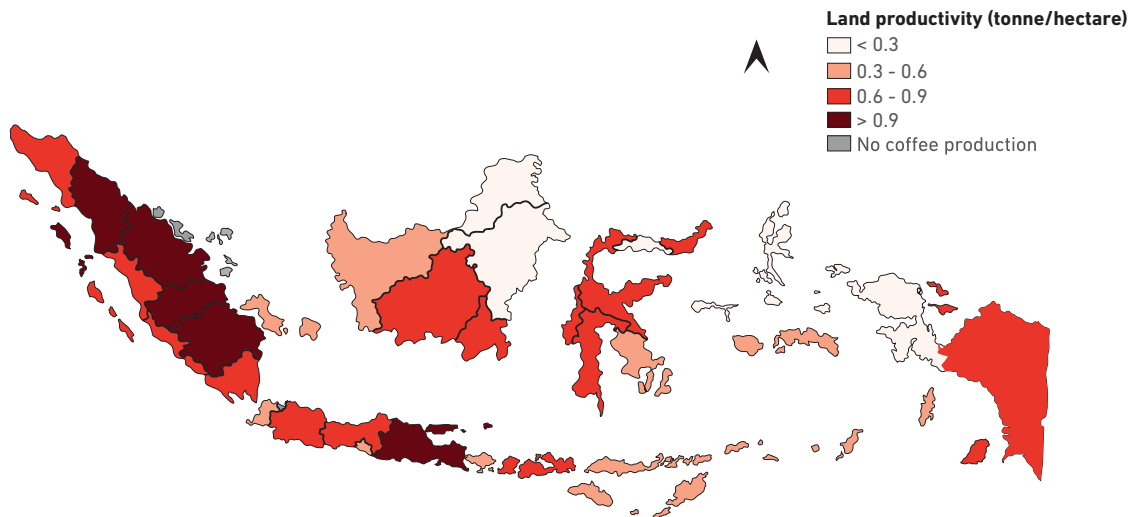 Land productivity (tonne/hectare)
< 0.3
0.3 - 0.6
0.6 - 0.9
> 0.9
No coffee production